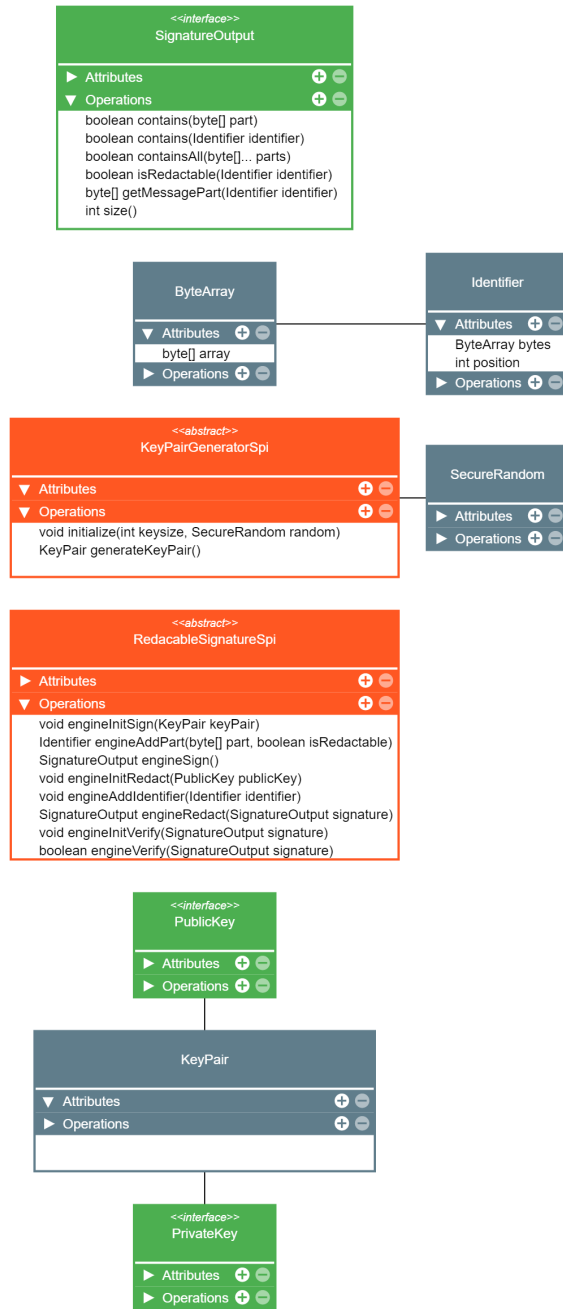 <<interface>>
SignatureOutput
Attributes
Operations
boolean contains(byte[] part)
boolean contains(Identifier identifier)
boolean containsAll(byte[]... parts)
boolean isRedactable(Identifier identifier)
byte[] getMessagePart(Identifier identifier)
int size()
ByteArray
Attributes
byte[] array
Operations
Identifier
Attributes
ByteArray bytes
int position
Operations
<<abstract>>
KeyPairGeneratorSpi
Attributes
Operations
void initialize(int keysize, SecureRandom random)
KeyPair generateKeyPair()
SecureRandom
Attributes
Operations
<<abstract>>
RedacableSignatureSpi
Attributes
Operations
void engineInitSign(KeyPair keyPair)
Identifier engineAddPart(byte[] part, boolean isRedactable)
SignatureOutput engineSign()
void engineInitRedact(PublicKey publicKey)
void engineAddIdentifier(Identifier identifier)
SignatureOutput engineRedact(SignatureOutput signature)
void engineInitVerify(SignatureOutput signature)
boolean engineVerify(SignatureOutput signature)
<<interface>>
PublicKey
Attributes
Operations
KeyPair
Attributes
Operations
<<interface>>
PrivateKey
Attributes
Operations